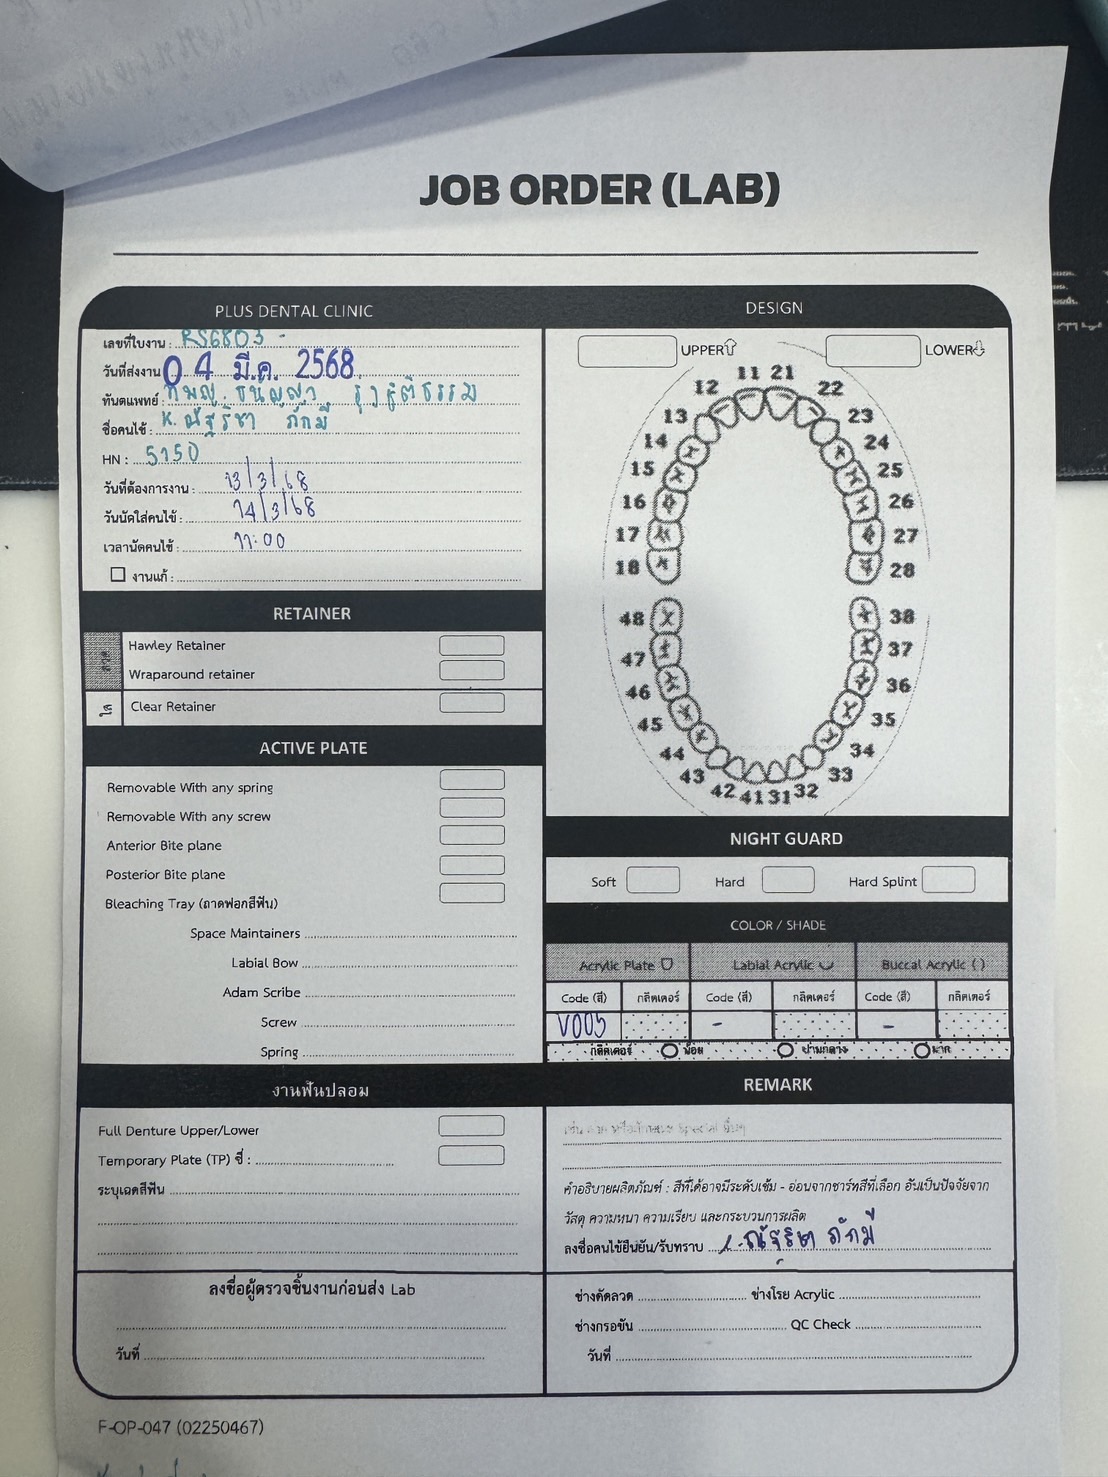 JOB ORDER (LAB)
PLUS DENTAL CLINIC
เลขที่ใบงาน : RS6803 -
วันที่ส่งงาน 04 มี.ค. 2568
ทันตแพทย์ : ทพญ. ธนัญญา
ชื่อคนไข้ : K. ณัฐริชา ภักมี
HN : 5150
วันที่ต้องการงาน : 13/3/68
วันนัดใส่คนไข้ : 14/3/68
เวลานัดคนไข้ : 11:00
งานแก้ :
RETAINER
ลวด
Hawley Retainer
Wraparound retainer
ใส
Clear Retainer
ACTIVE PLATE
Removable With any spring
Removable With any screw
Anterior Bite plane
Posterior Bite plane
Bleaching Tray (ถาดฟอกสีฟัน)
Space Maintainers
Labial Bow
Adam Scribe
Screw
Spring
งานฟันปลอม
Full Denture Upper/Lower
Temporary Plate (TP) ซี่ :
ระบุเฉดสีฟัน
ลงชื่อผู้ตรวจชิ้นงานก่อนส่ง Lab
วันที่
DESIGN
UPPER LOWER
11 21
12 22
13 23
14 24
15 25
16 26
17 27
18 28
48 38
47 37
46 36
45 35
44 34
43 33
42 41 31 32
NIGHT GUARD
Soft Hard Hard Splint
COLOR / SHADE
Acrylic Plate Labial Acrylic Buccal Acrylic ( )
Code (สี) กลิตเตอร์ Code (สี) กลิตเตอร์ Code (สี) กลิตเตอร์
V005 - -
กลิตเตอร์ น้อย ปานกลาง มาก
REMARK
เช่น ลวด หรือลักษณะ Special อื่นๆ
คำอธิบายผลิตภัณฑ์ : สีที่ได้อาจมีระดับเข้ม - อ่อนจากชาร์ทสีที่เลือก อันเป็นปัจจัยจาก
วัสดุ ความหนา ความเรียบ และกระบวนการผลิต
ลงชื่อคนไข้ยืนยัน/รับทราบ ภักมี
ช่างดัดลวด ช่างโรย Acrylic
ช่างกรอขัน QC Check
วันที่
F-OP-047 (02250467)